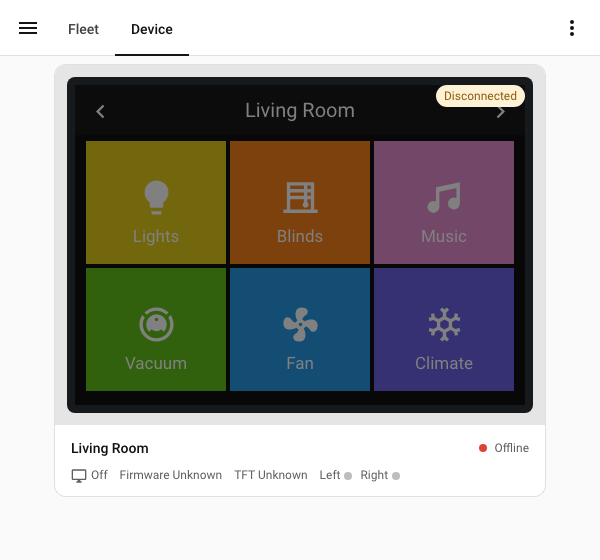 Fleet Device
Disconnected
Living Room
Lights Blinds Music
Vacuum Fan Climate
Living Room Offline
Off Firmware Unknown TFT Unknown Left Right